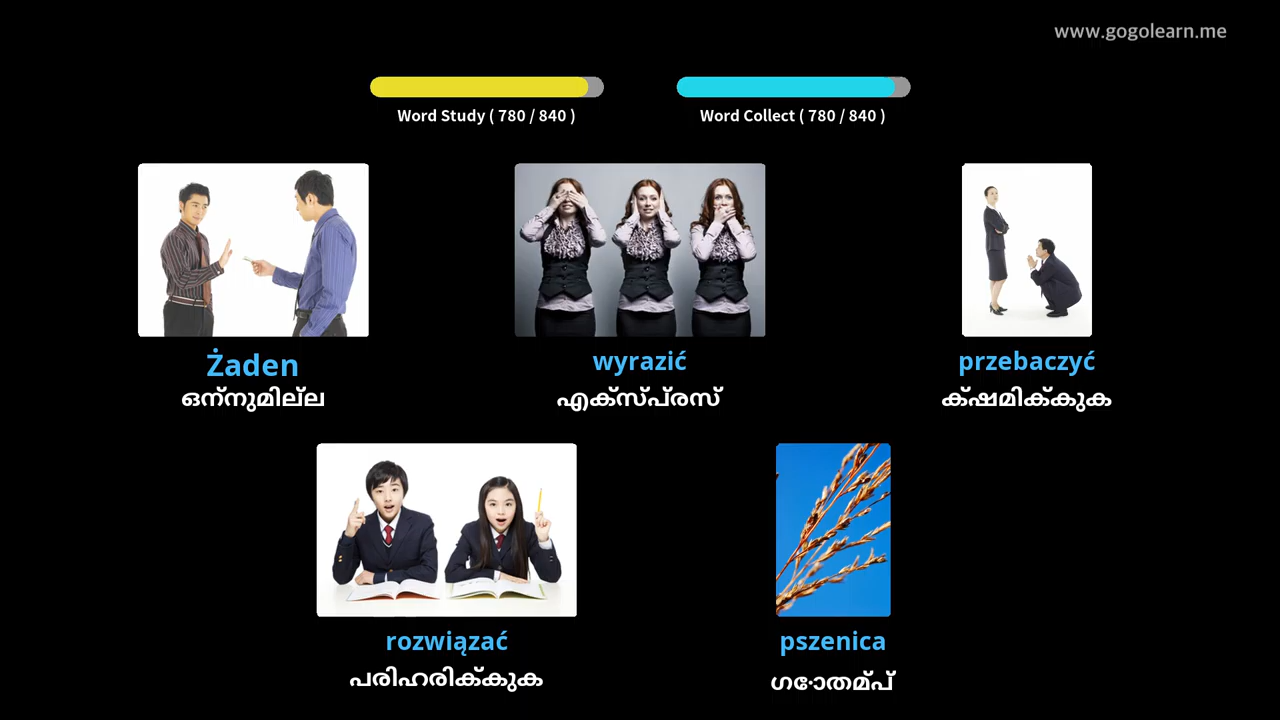 www.gogolearn.me
Word Study ( 780 / 840 )
Word Collect ( 780 / 840 )
Żaden
ഒന്നുമില്ല
wyrazić
എക്സ്പ്രസ്
przebaczyć
ക്ഷമിക്കുക
rozwiązać
പരിഹരിക്കുക
pszenica
ഗോതമ്പ്